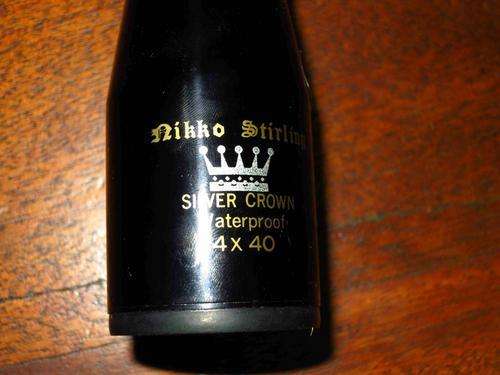 Nikko Stirling
SILVER CROWN
Waterproof
4 X 40